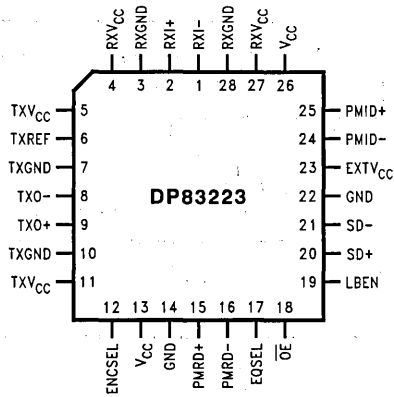 RXVCC
RXGND
RXI+
RXI-
RXGND
RXVCC
VCC
4 3 2 1 28 27 26
TXVCC 5
TXREF 6
TXGND 7
TXO- 8
TXO+ 9
TXGND 10
TXVCC 11
DP83223
25 PMID+
24 PMID-
23 EXTVCC
22 GND
21 SD-
20 SD+
19 LBEN
12 13 14 15 16 17 18
ENCSEL
VCC
GND
PMRD+
PMRD-
EQSEL
O̅E̅